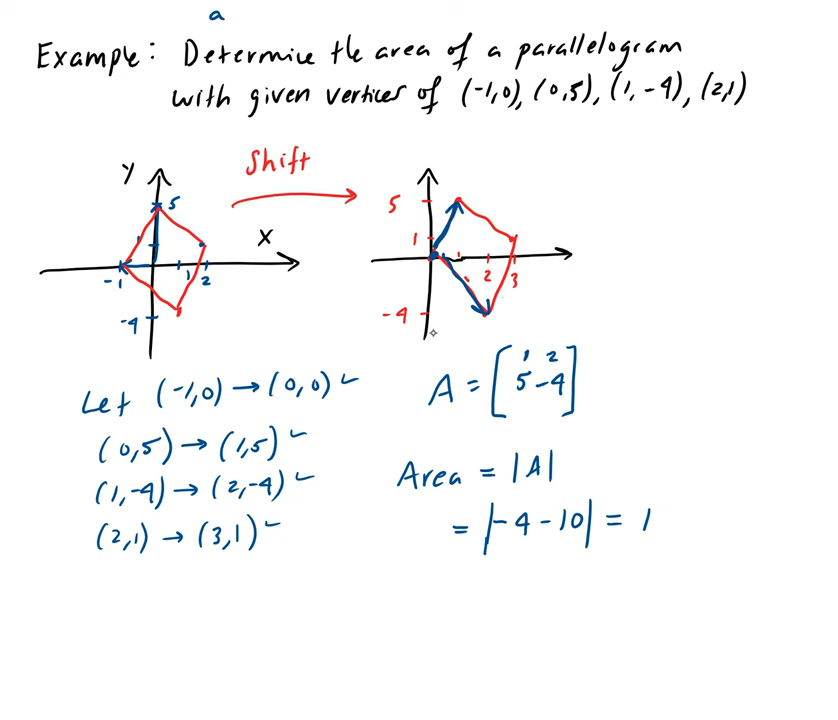 a
Example: Determine the area of a parallelogram
with given vertices of (-1,0), (0,5), (1,-4), (2,1)
Shift
Y
5
X
-1
1
2
-4
5
1
1
2
3
-4
Let (-1,0) → (0,0) ✓
(0,5) → (1,5) ✓
(1,-4) → (2,-4) ✓
(2,1) → (3,1) ✓
A = [1 2
5 -4]
Area = |A|
= |-4 - 10| = 1